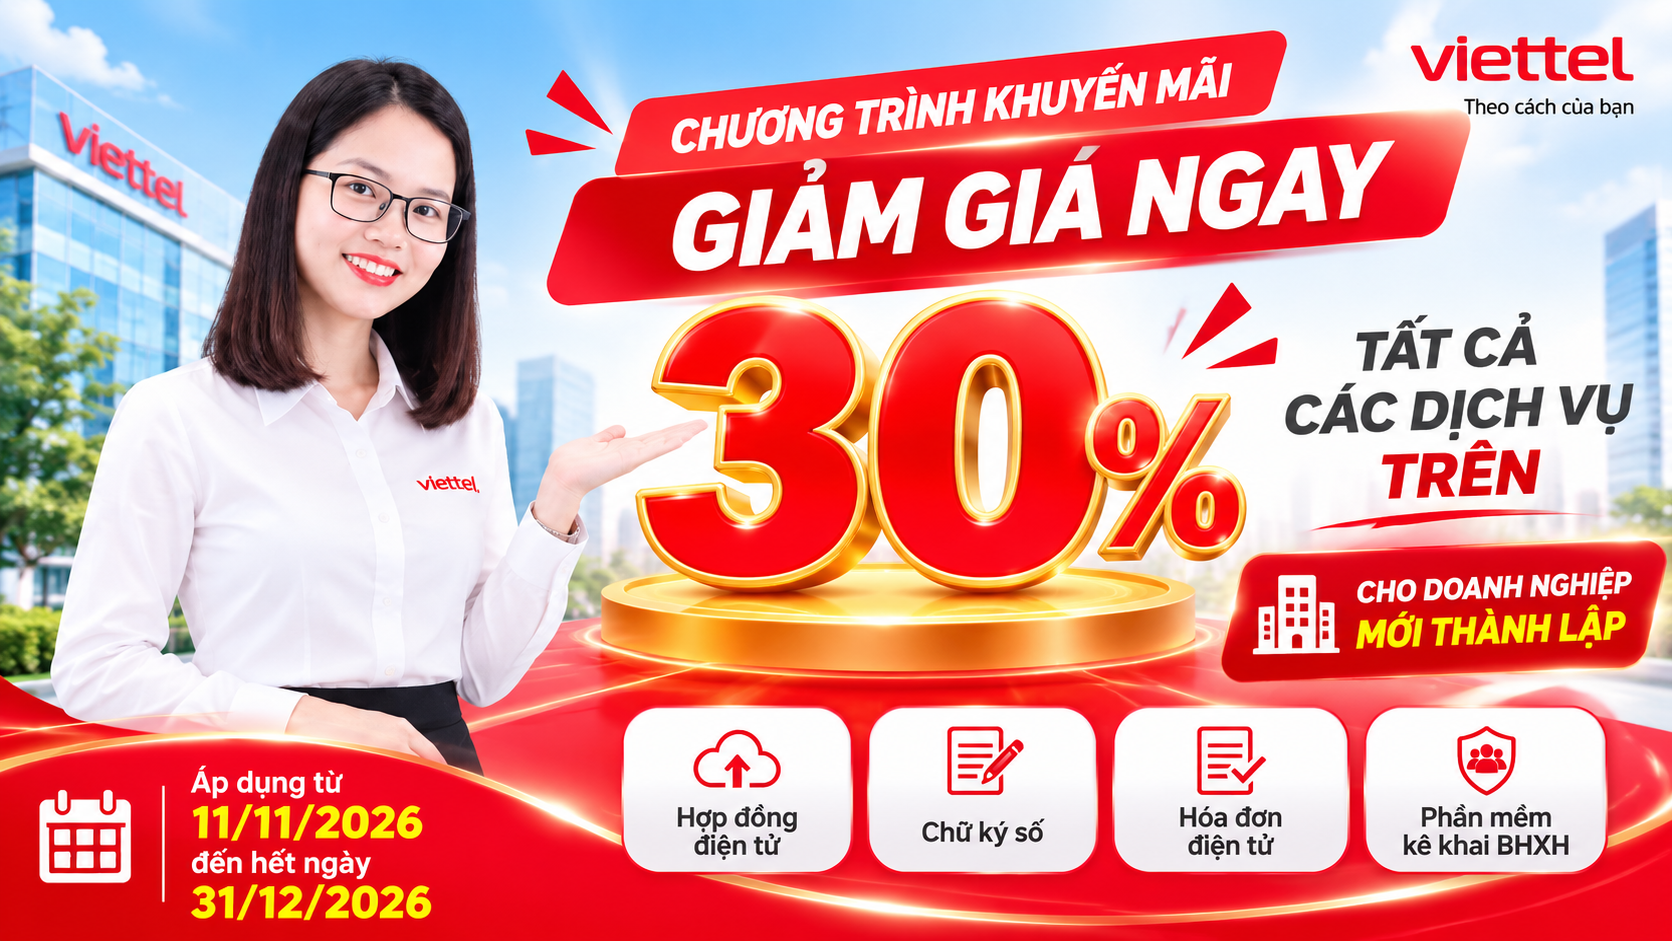 viettel
Theo cách của bạn
viettel
CHƯƠNG TRÌNH KHUYẾN MÃI
GIẢM GIÁ NGAY
30%
TẤT CẢ
CÁC DỊCH VỤ
TRÊN
CHO DOANH NGHIỆP
MỚI THÀNH LẬP
viettel.
Hợp đồng
điện tử
Chữ ký số
Hóa đơn
điện tử
Phần mềm
kê khai BHXH
Áp dụng từ
11/11/2026
đến hết ngày
31/12/2026